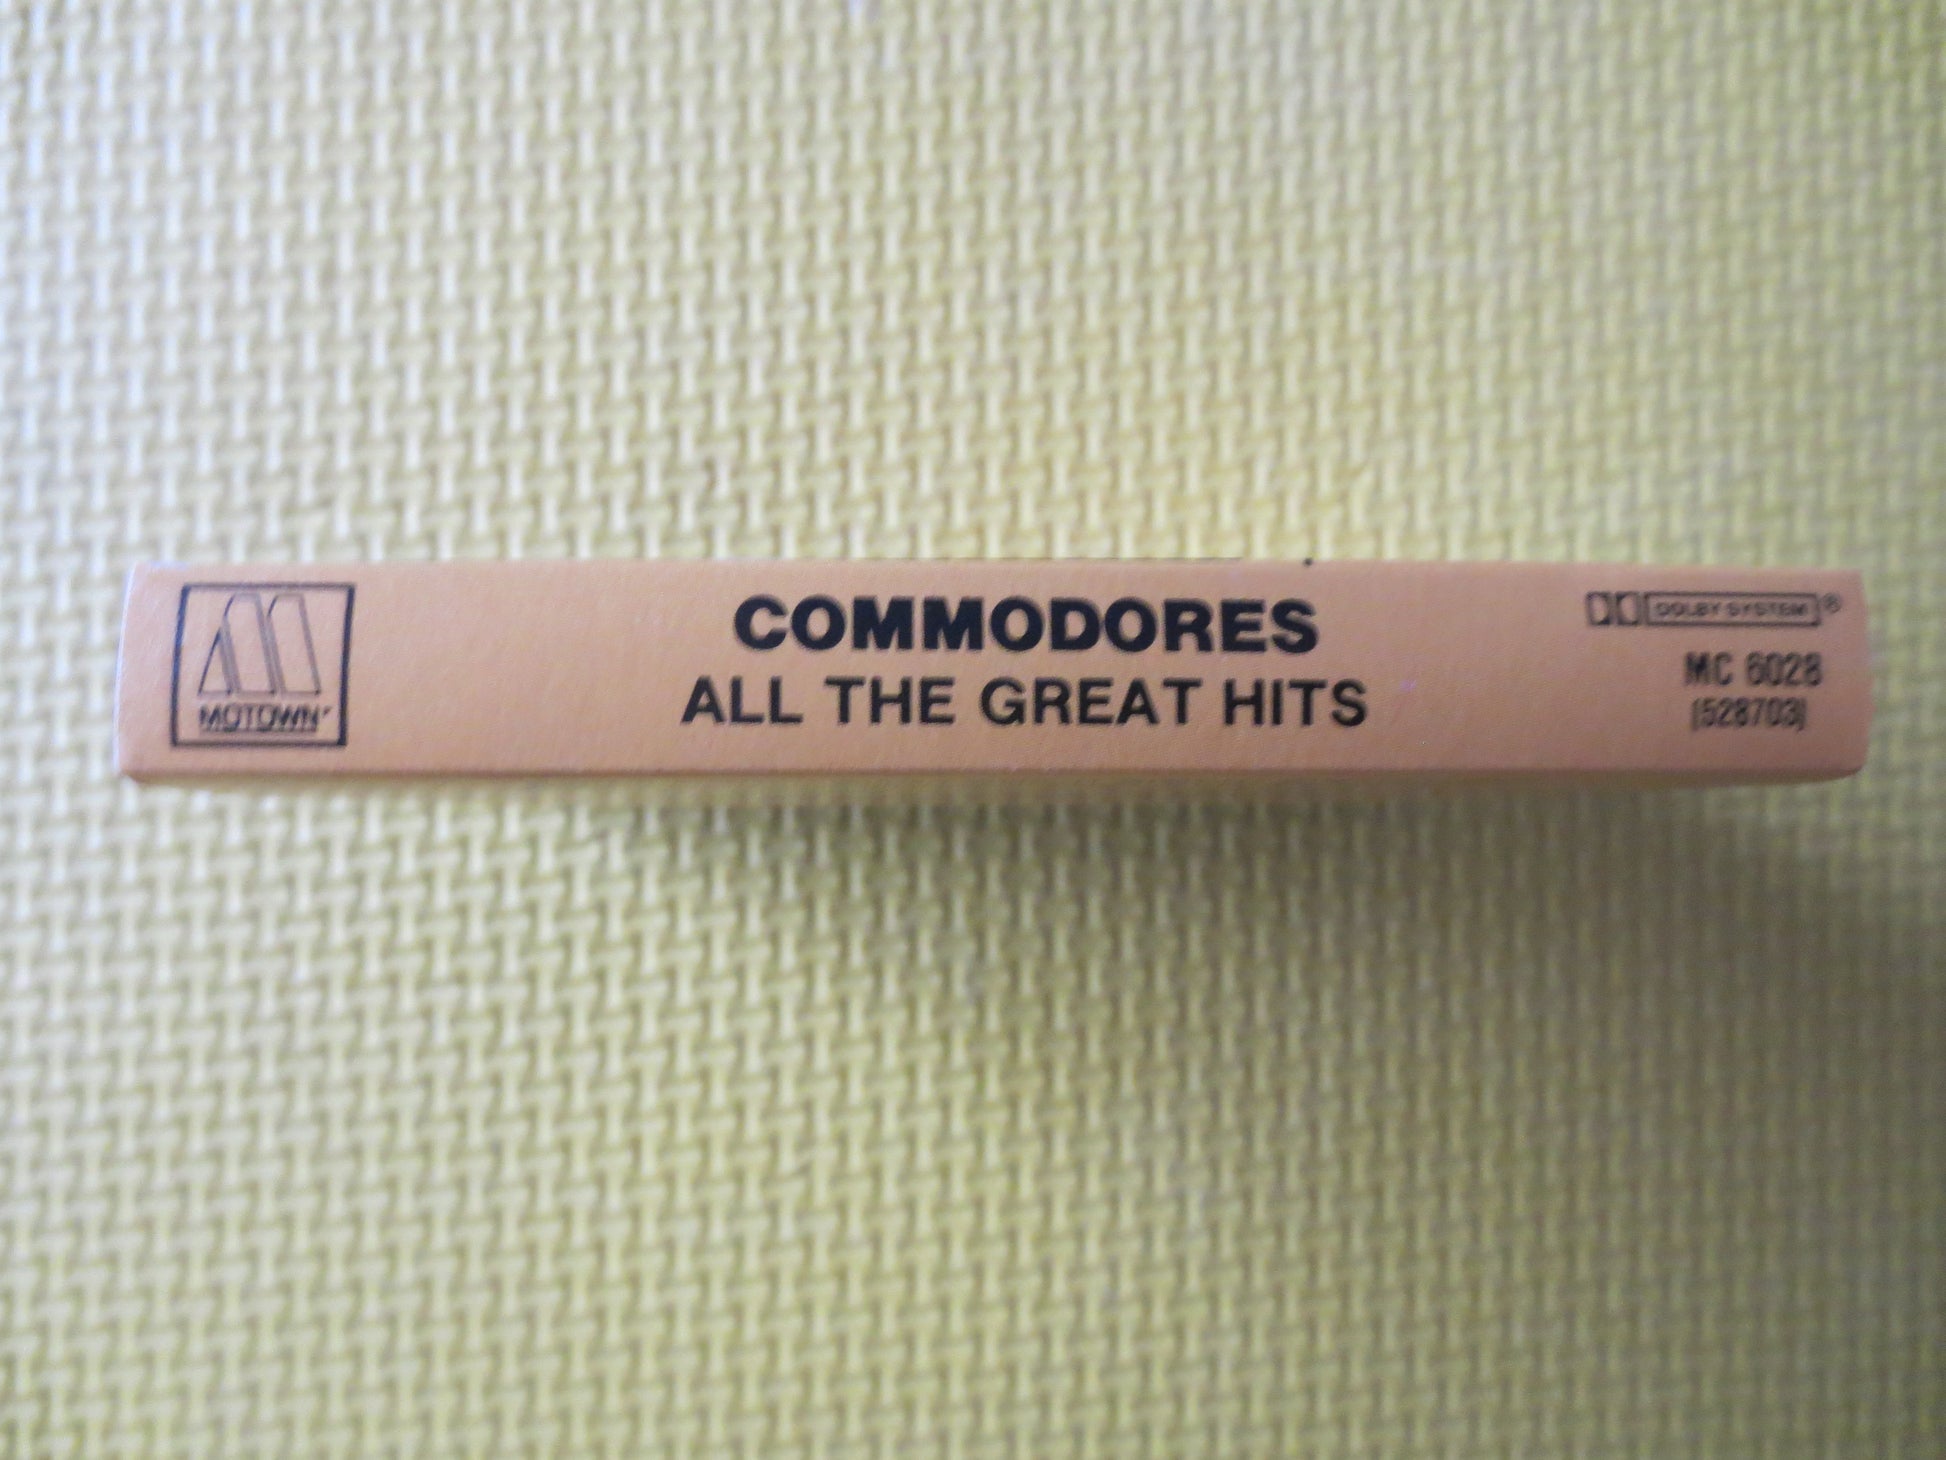 MOTOWN
COMMODORES
ALL THE GREAT HITS
DOLBY SYSTEM ®
MC 6028
(528703)